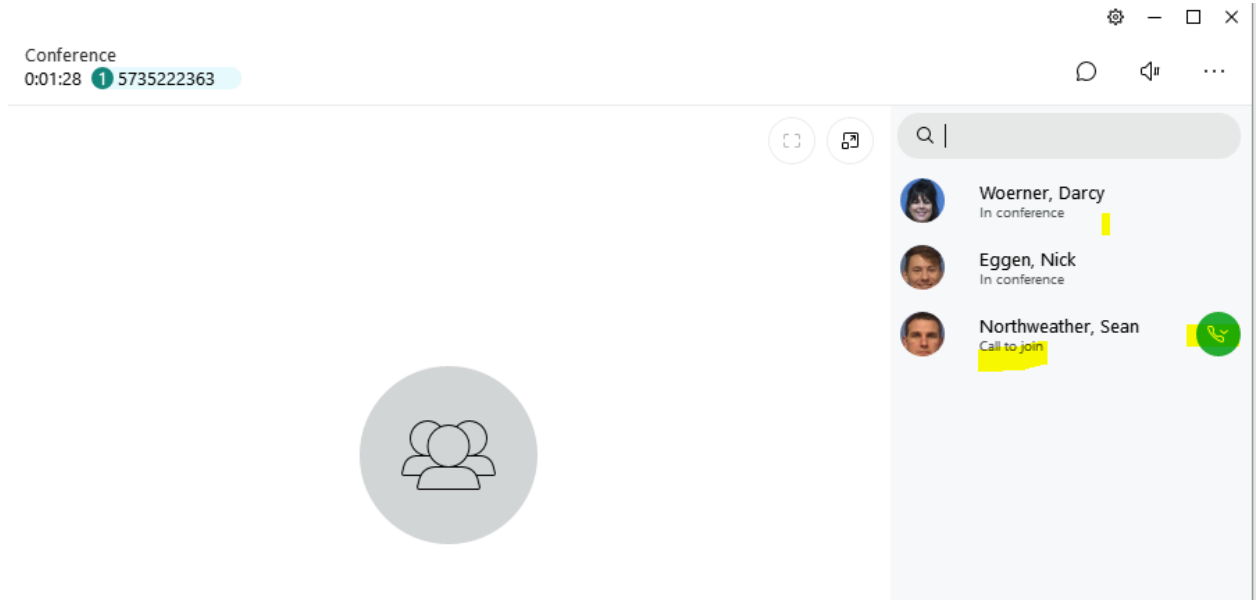 Conference
0:01:28 1 5735222363
Woerner, Darcy
In conference
Eggen, Nick
In conference
Northweather, Sean
Call to join